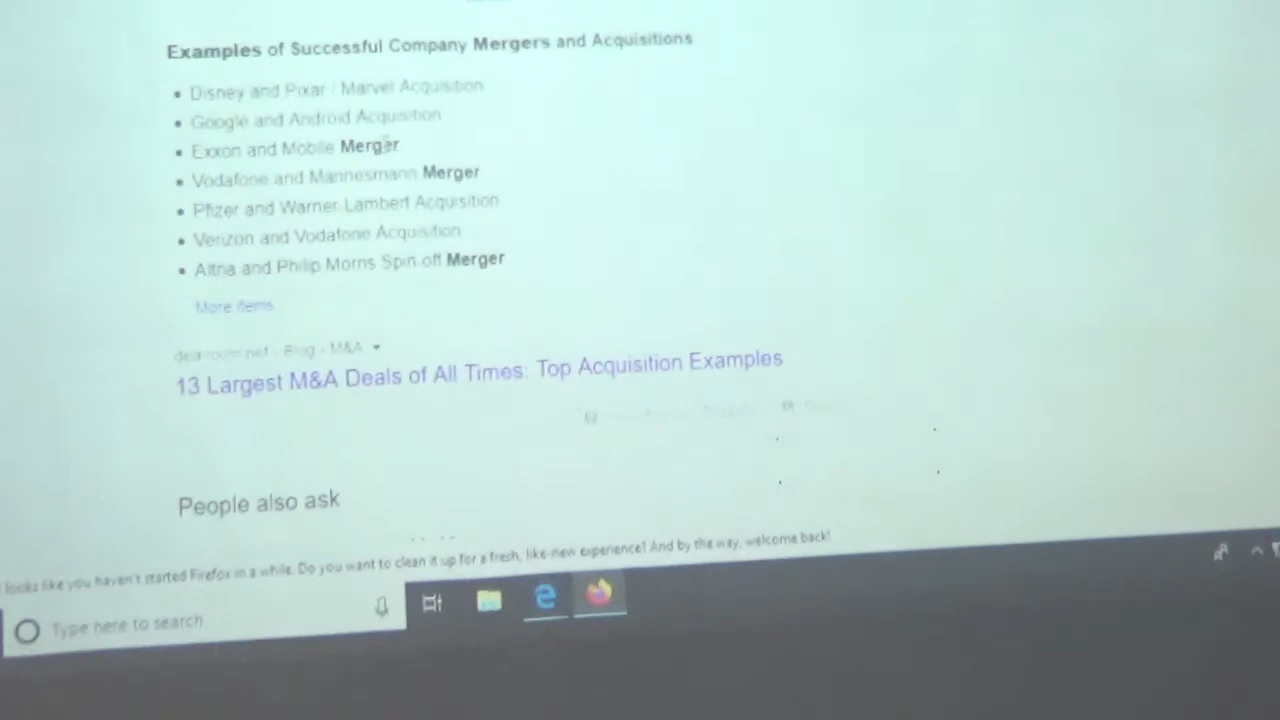 Examples of Successful Company Mergers and Acquisitions
• Disney and Pixar / Marvel Acquisition
• Google and Android Acquisition
• Exxon and Mobile Merger
• Vodafone and Mannesmann Merger
• Pfizer and Warner-Lambert Acquisition
• Verizon and Vodafone Acquisition
• Altria and Philip Morris Spin off Merger
More items
dealroom.net › Blog › M&A
13 Largest M&A Deals of All Times: Top Acquisition Examples
People also ask
looks like you haven't started Firefox in a while. Do you want to clean it up for a fresh, like-new experience? And by the way, welcome back!
Type here to search